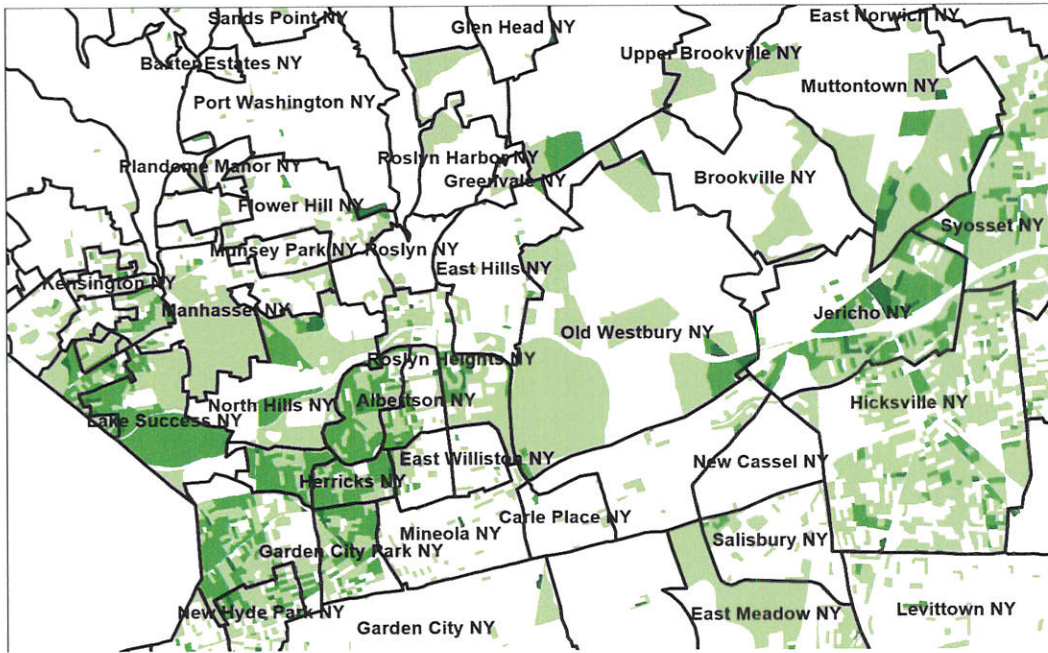 Sands Point NY
Glen Head NY
East Norwich NY
Baxter Estates NY
Upper Brookville NY
Port Washington NY
Muttontown NY
Plandome Manor NY
Roslyn Harbor NY
Greenvale NY
Brookville NY
Flower Hill NY
Syosset NY
Munsey Park NY
Roslyn NY
East Hills NY
Kensington NY
Manhasset NY
Jericho NY
Old Westbury NY
Roslyn Heights NY
North Hills NY
Albertson NY
Hicksville NY
Lake Success NY
East Williston NY
New Cassel NY
Herricks NY
Carle Place NY
Mineola NY
Salisbury NY
Garden City Park NY
New Hyde Park NY
East Meadow NY
Levittown NY
Garden City NY